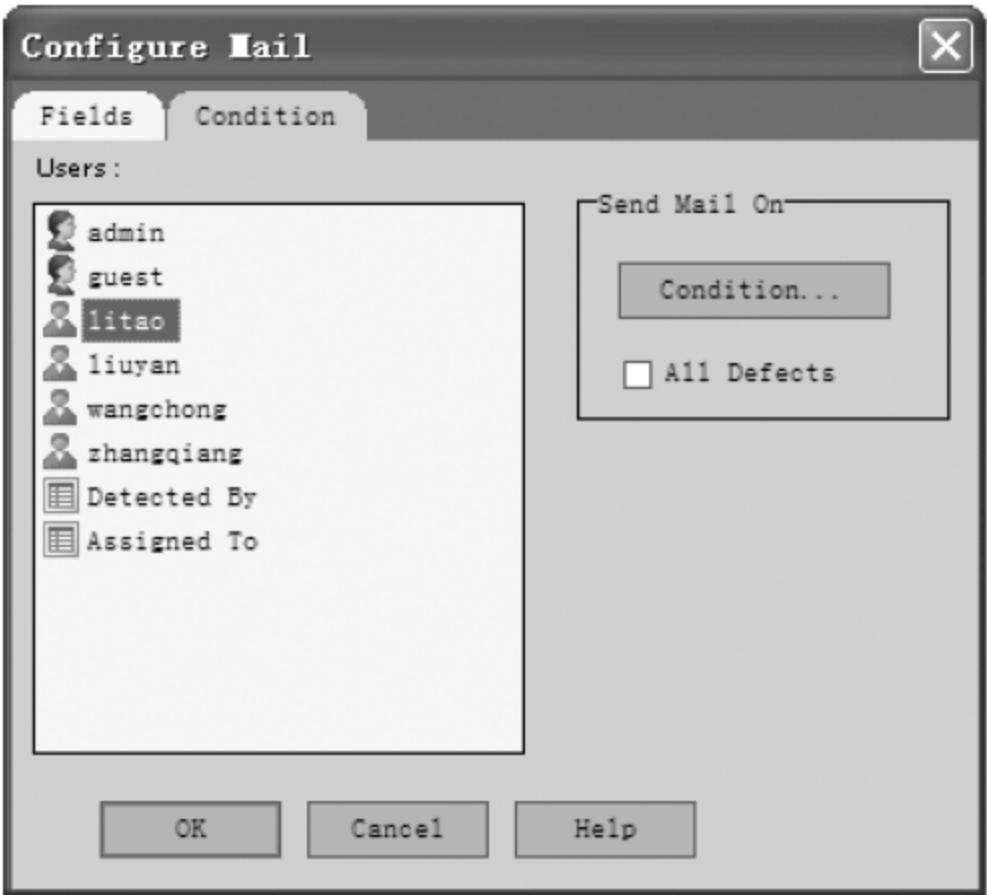 Configure Mail
Fields
Condition
Users :
admin
guest
litao
liuyan
wangchong
zhangqiang
Detected By
Assigned To
Send Mail On
Condition...
All Defects
OK
Cancel
Help